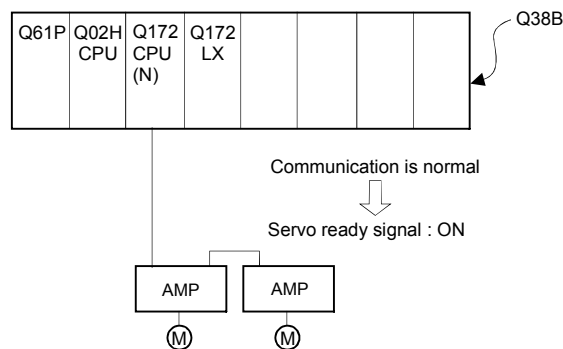 Q38B
Q61P
Q02H
CPU
Q172
CPU
(N)
Q172
LX
Communication is normal
Servo ready signal : ON
AMP
AMP
M
M